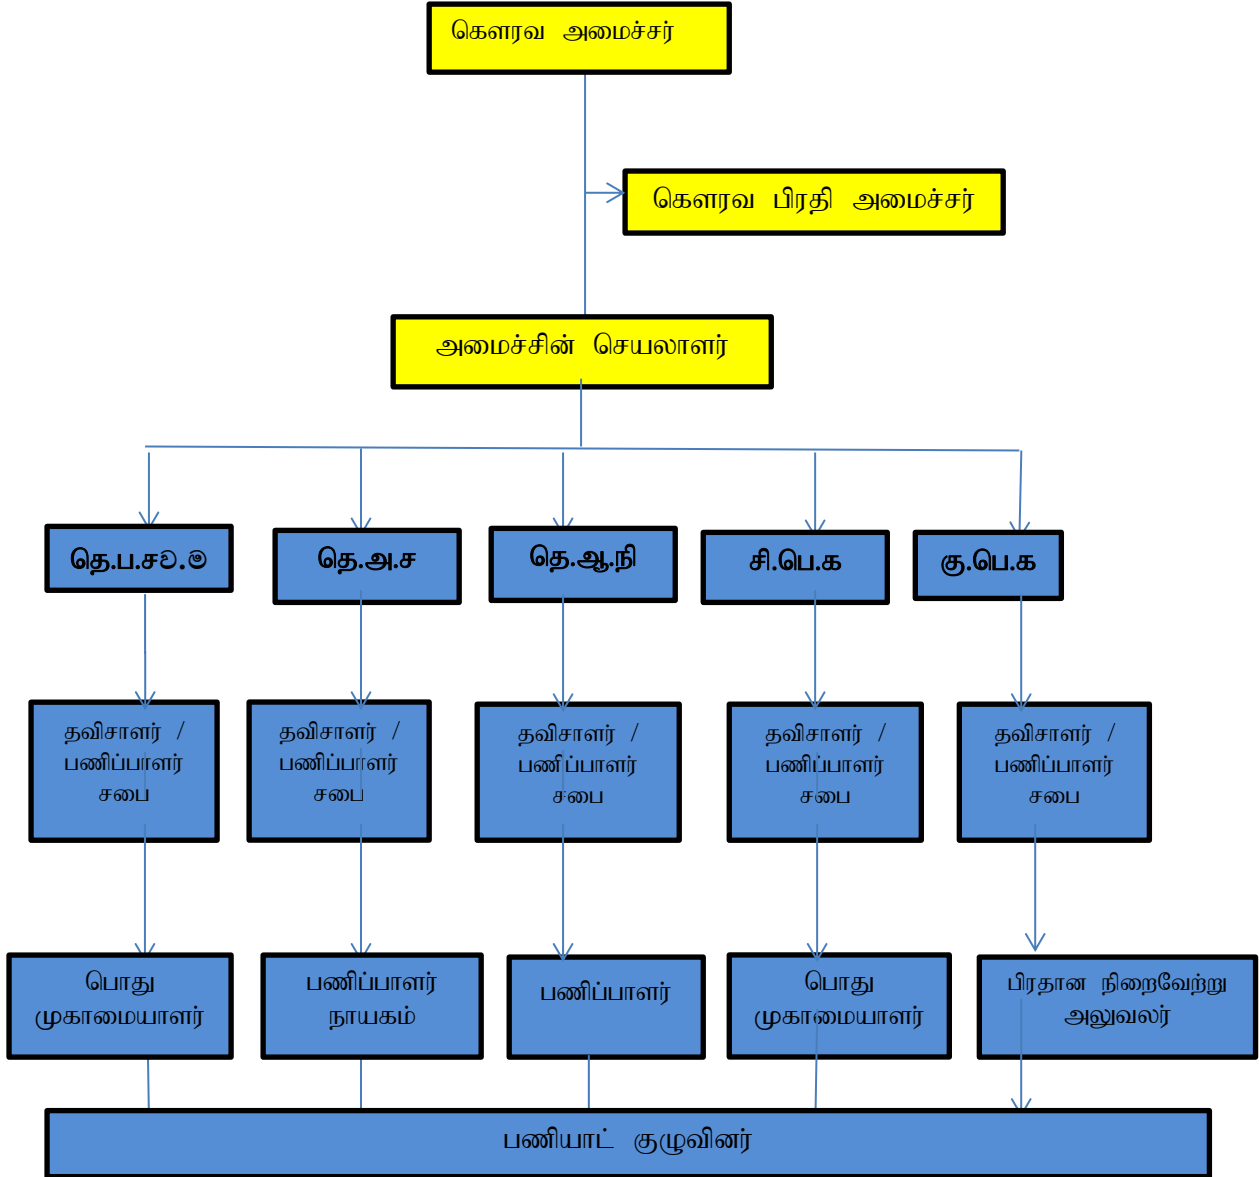 கௌரவ அமைச்சர்
கௌரவ பிரதி அமைச்சர்
அமைச்சின் செயலாளர்
தெ.ப.சට.ම
தெ.அ.ச
தெ.ஆ.நி
சி.பெ.க
கு.பெ.க
தவிசாளர் /
பணிப்பாளர்
சபை
தவிசாளர் /
பணிப்பாளர்
சபை
தவிசாளர் /
பணிப்பாளர்
சபை
தவிசாளர் /
பணிப்பாளர்
சபை
தவிசாளர் /
பணிப்பாளர்
சபை
பொது
முகாமையாளர்
பணிப்பாளர்
நாயகம்
பணிப்பாளர்
பொது
முகாமையாளர்
பிரதான நிறைவேற்று
அலுவலர்
பணியாட் குழுவினர்